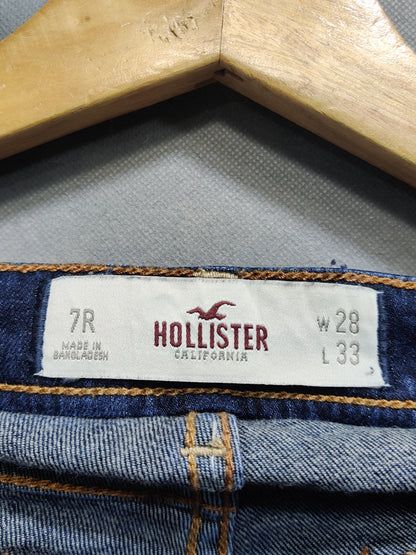 7R
MADE IN
BANGLADESH
HOLLISTER
CALIFORNIA
W 28
L 33